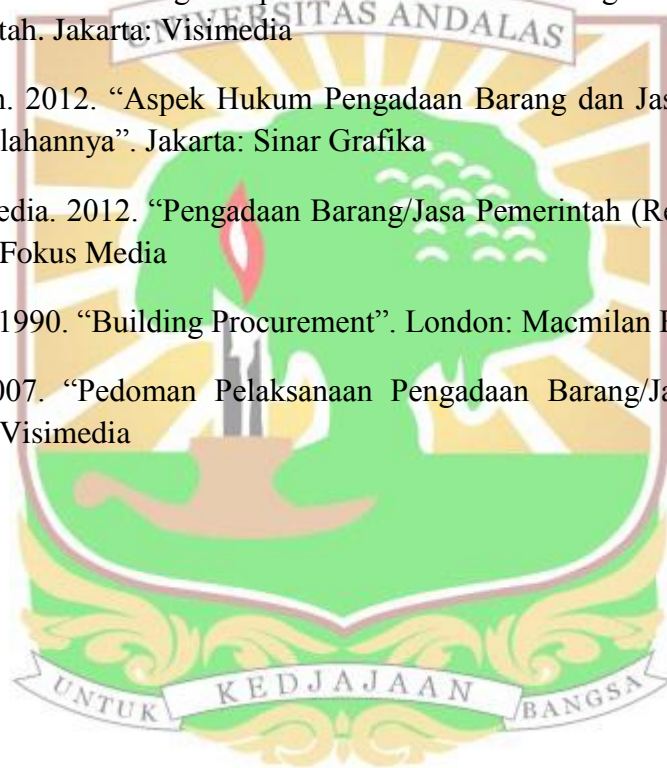 UNIVERSITAS ANDALAS
tah. Jakarta: Visimedia
2012. “Aspek Hukum Pengadaan Barang dan Jas
lahannya”. Jakarta: Sinar Grafika
edia. 2012. “Pengadaan Barang/Jasa Pemerintah (Re
Fokus Media
1990. “Building Procurement”. London: Macmilan
007. “Pedoman Pelaksanaan Pengadaan Barang/Ja
Visimedia
UNTUK KEDJAJAAN BANGSA